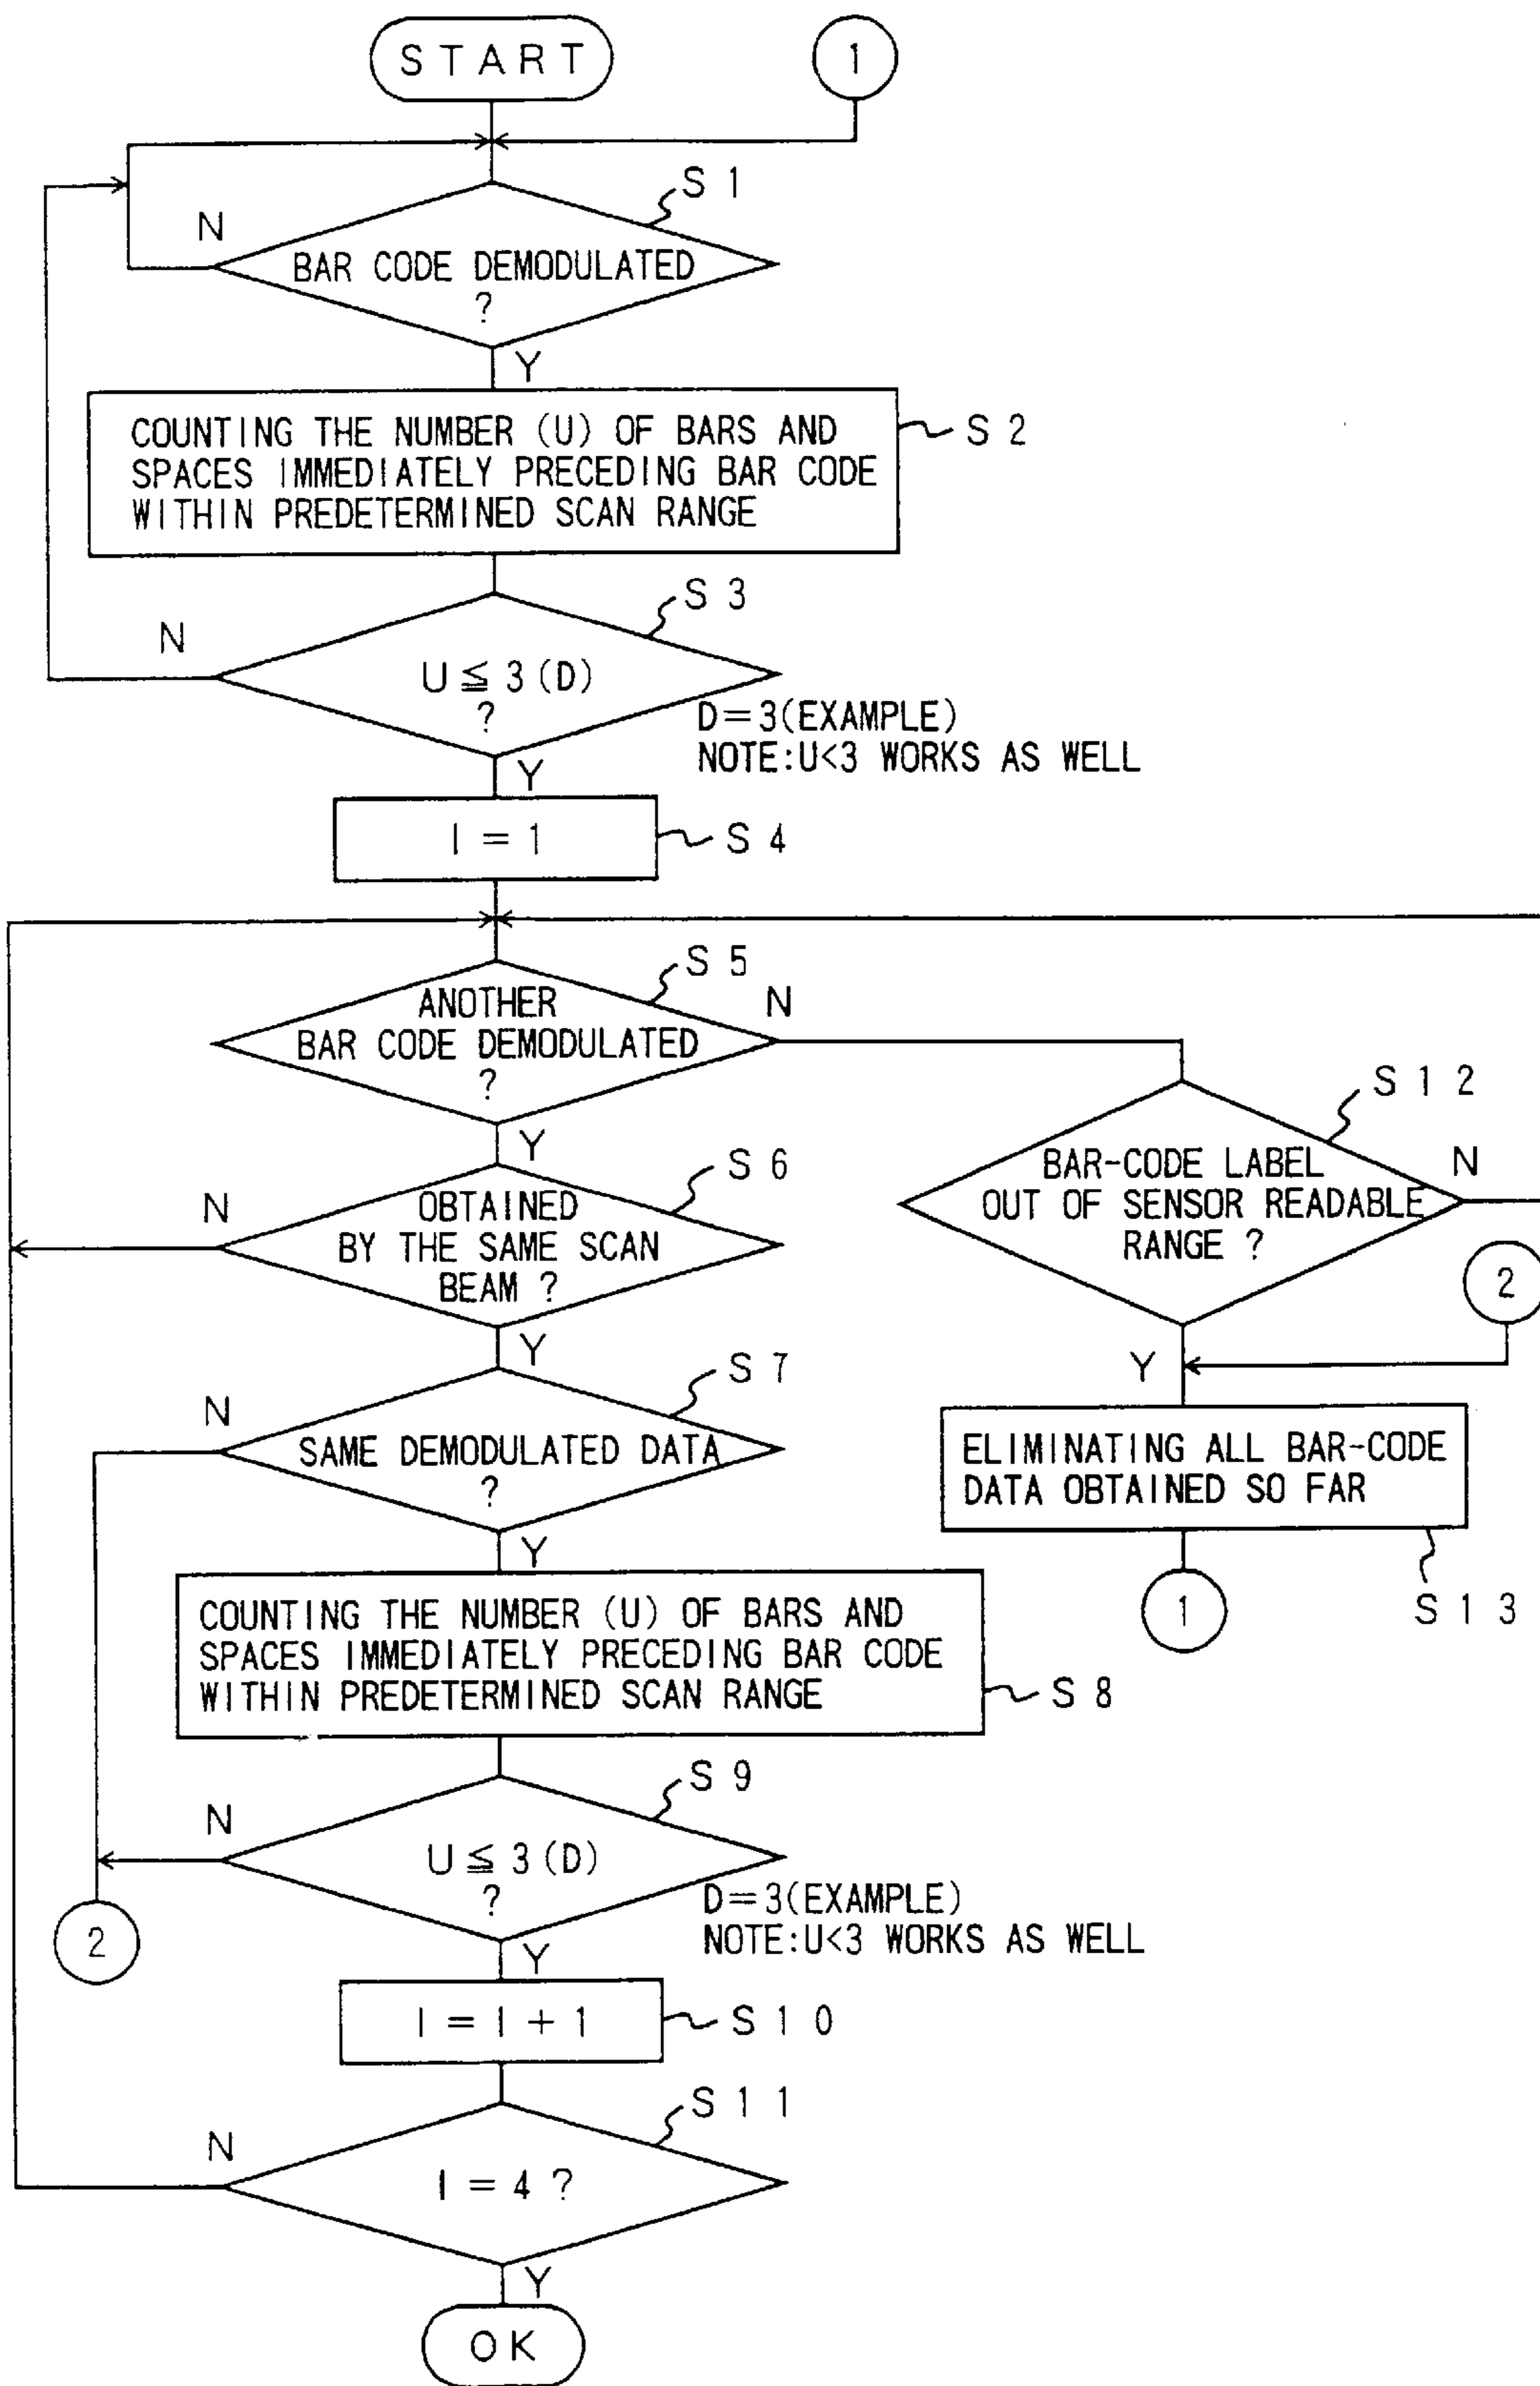 START
1
S1
N
BAR CODE DEMODULATED
?
Y
COUNTING THE NUMBER (U) OF BARS AND
SPACES IMMEDIATELY PRECEDING BAR CODE
WITHIN PREDETERMINED SCAN RANGE
S2
S3
N
U ≦ 3 (D)
?
D=3(EXAMPLE)
NOTE:U<3 WORKS AS WELL
Y
I = 1
S4
S5
ANOTHER
BAR CODE DEMODULATED
?
N
Y
S12
BAR-CODE LABEL
OUT OF SENSOR READABLE
RANGE ?
N
S6
N
OBTAINED
BY THE SAME SCAN
BEAM ?
Y
2
Y
S7
N
SAME DEMODULATED DATA
?
Y
ELIMINATING ALL BAR-CODE
DATA OBTAINED SO FAR
S13
1
COUNTING THE NUMBER (U) OF BARS AND
SPACES IMMEDIATELY PRECEDING BAR CODE
WITHIN PREDETERMINED SCAN RANGE
S8
S9
N
U ≦ 3 (D)
?
D=3(EXAMPLE)
NOTE:U<3 WORKS AS WELL
2
Y
I = I + 1
S10
S11
N
I = 4 ?
Y
OK